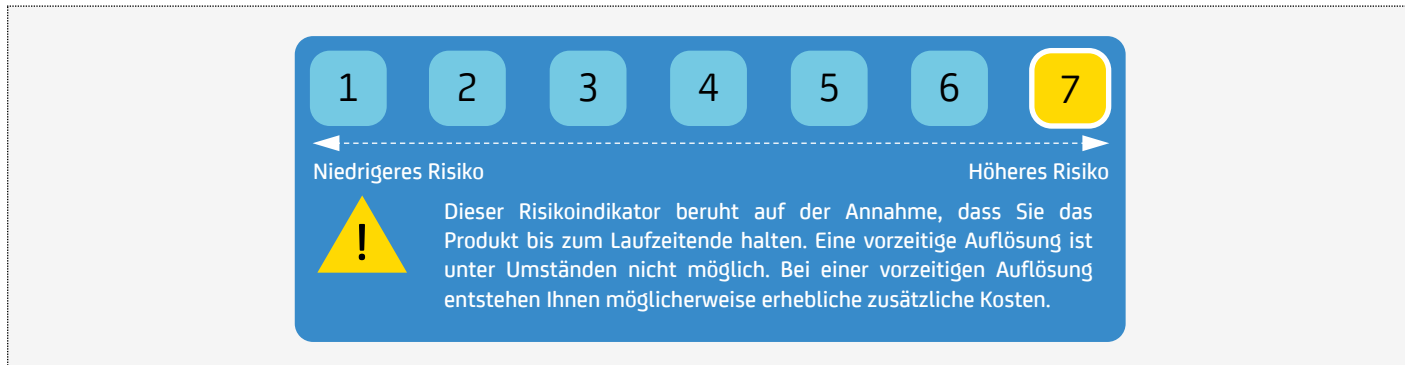 1 2 3 4 5 6 7
Niedrigeres Risiko Höheres Risiko
!
Dieser Risikoindikator beruht auf der Annahme, dass Sie das
Produkt bis zum Laufzeitende halten. Eine vorzeitige Auflösung ist
unter Umständen nicht möglich. Bei einer vorzeitigen Auflösung
entstehen Ihnen möglicherweise erhebliche zusätzliche Kosten.